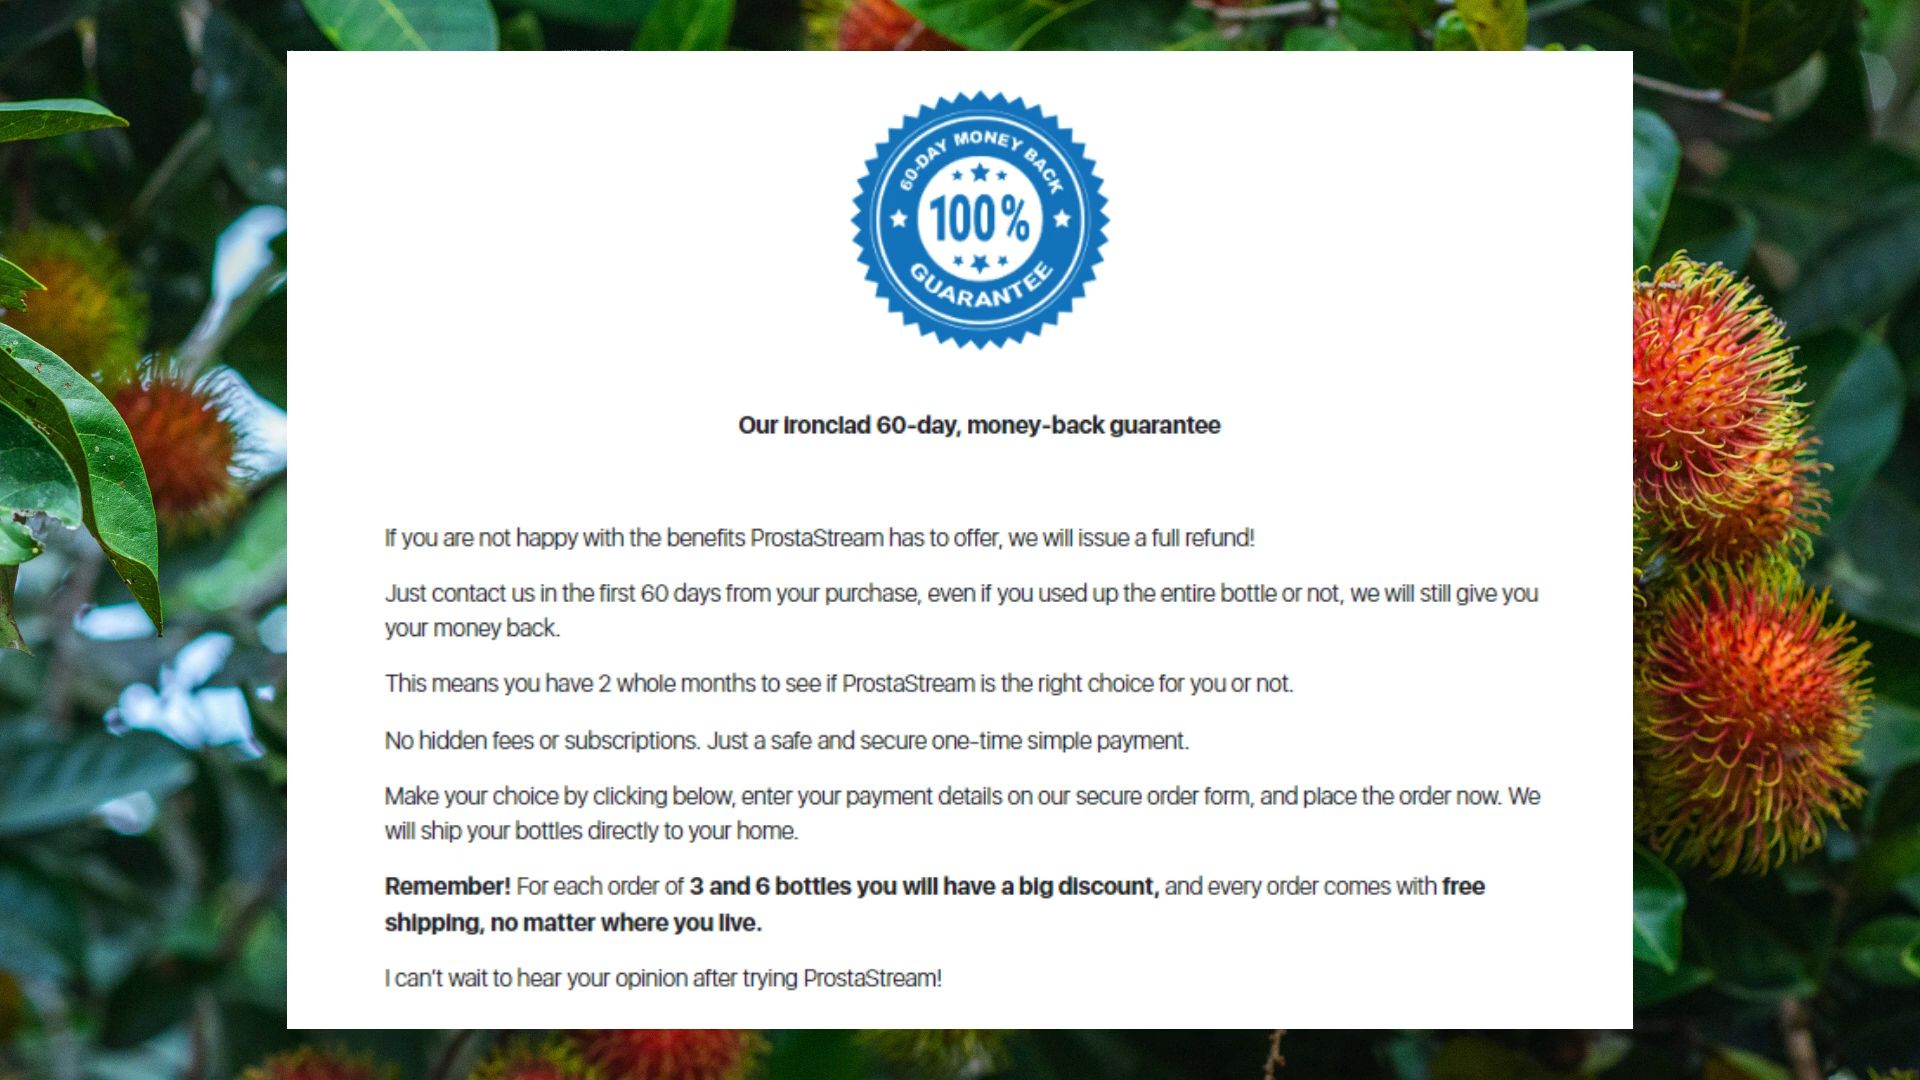 60-DAY MONEY BACK
100%
GUARANTEE
Our Ironclad 60-day, money-back guarantee
If you are not happy with the benefits ProstaStream has to offer, we will issue a full refund!
Just contact us in the first 60 days from your purchase, even if you used up the entire bottle or not, we will still give you
your money back.
This means you have 2 whole months to see if ProstaStream is the right choice for you or not.
No hidden fees or subscriptions. Just a safe and secure one-time simple payment.
Make your choice by clicking below, enter your payment details on our secure order form, and place the order now. We
will ship your bottles directly to your home.
Remember! For each order of 3 and 6 bottles you will have a big discount, and every order comes with free
shipping, no matter where you live.
I can't wait to hear your opinion after trying ProstaStream!